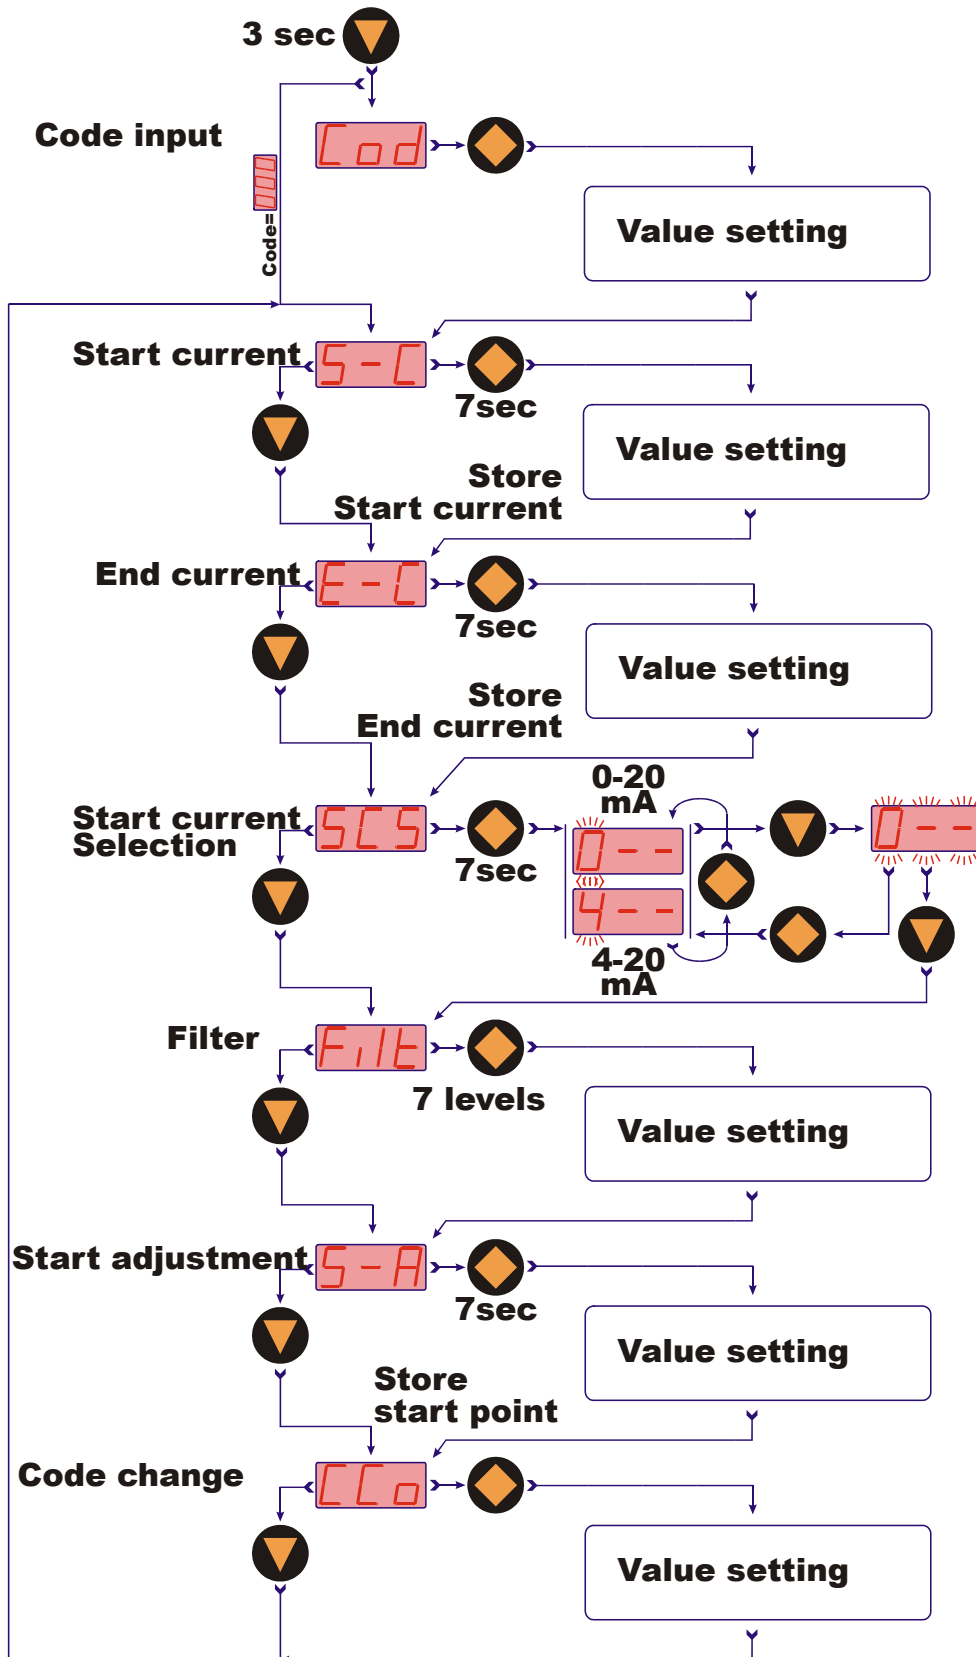 3 sec
Code input
Cod
Code=000
Value setting
Start current
S-C
7sec
Value setting
Store
Start current
End current
E-C
7sec
Value setting
Store
End current
0-20
mA
Start current
Selection
SCS
7sec
0--
0--
4--
4-20
mA
Filter
Filt
7 levels
Value setting
Start adjustment
S-A
7sec
Value setting
Store
start point
Code change
CCo
Value setting